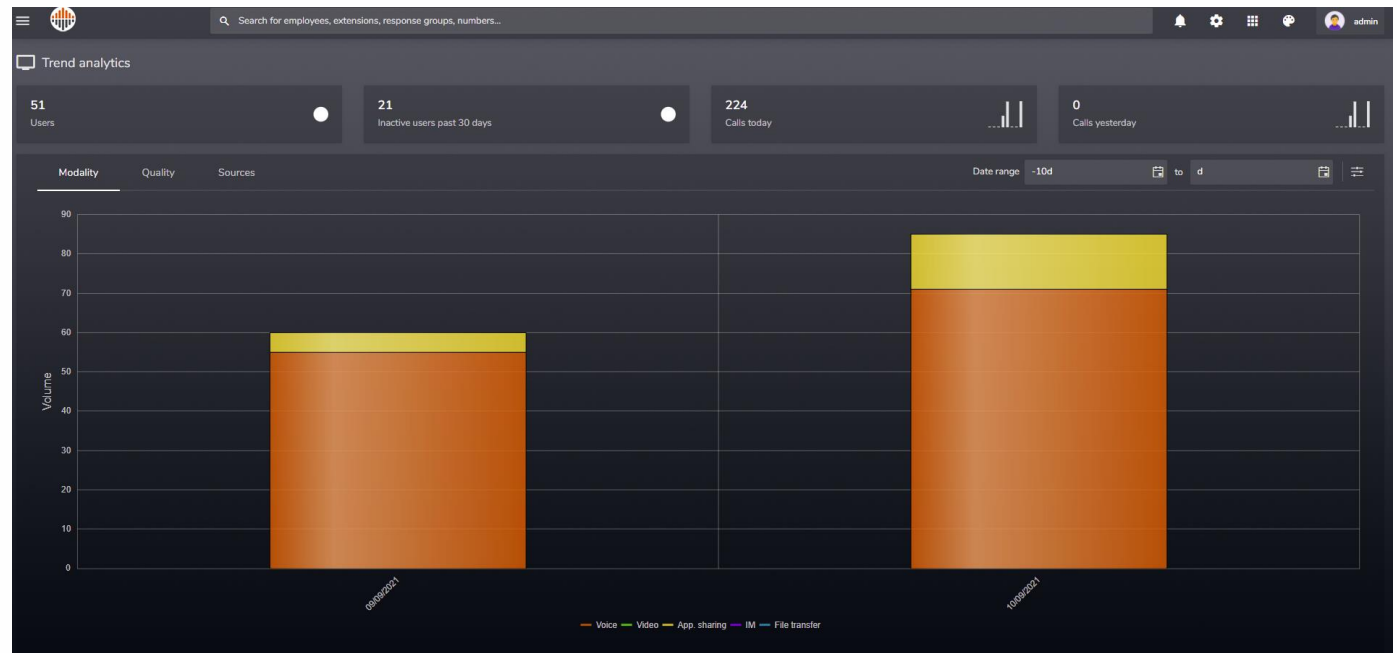 Search for employees, extensions, response groups, numbers...
admin
Trend analytics
51
Users
21
Inactive users past 30 days
224
Calls today
0
Calls yesterday
Modality Quality Sources
Date range -10d to d
90
80
70
60
50
40
30
20
10
0
Volume
09/09/2021 10/09/2021
Voice Video App. sharing IM File transfer